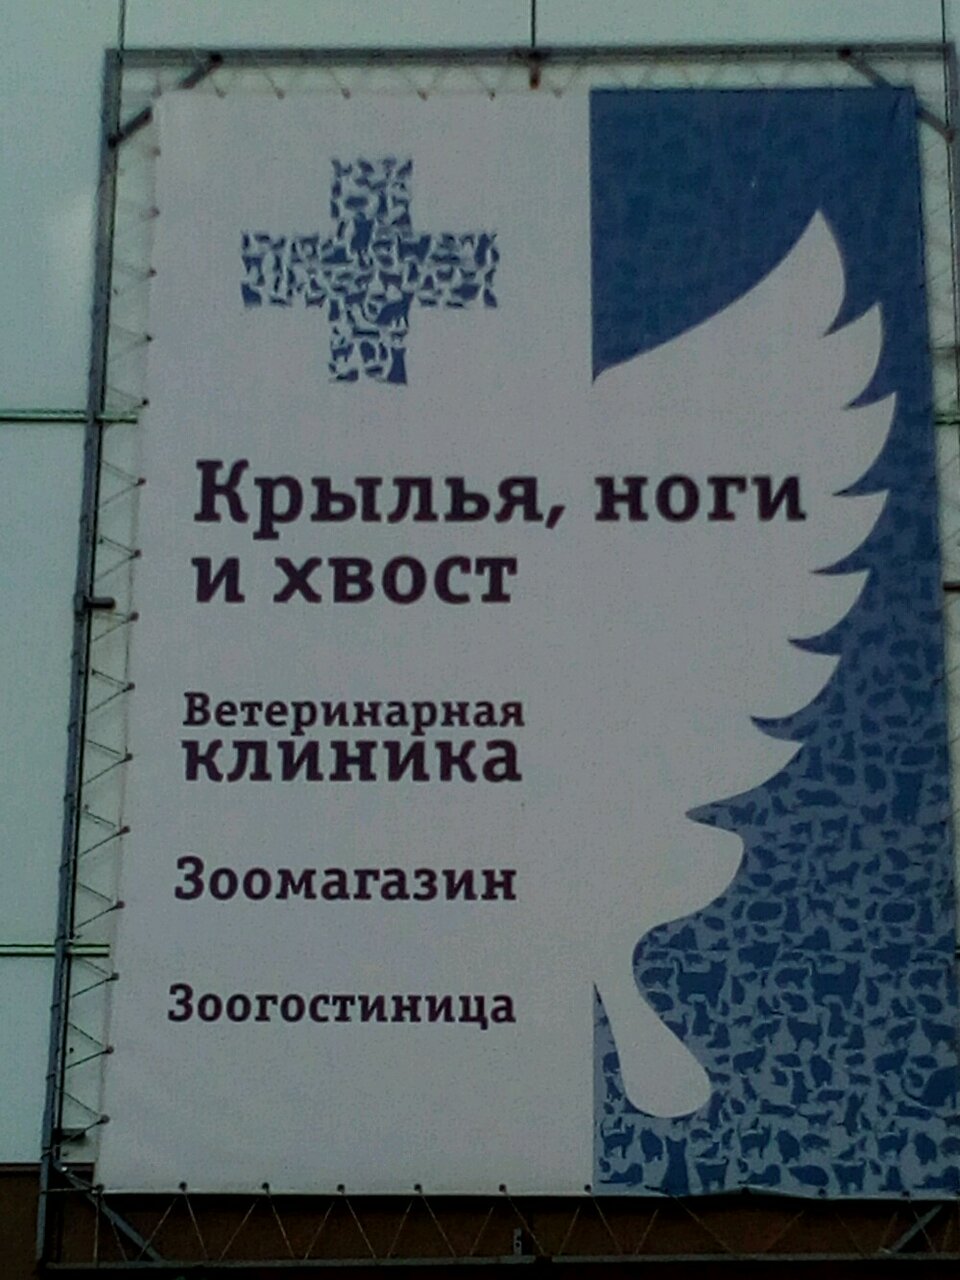 Крылья, ноги
и хвост
Ветеринарная
клиника
Зоомагазин
Зоогостиница